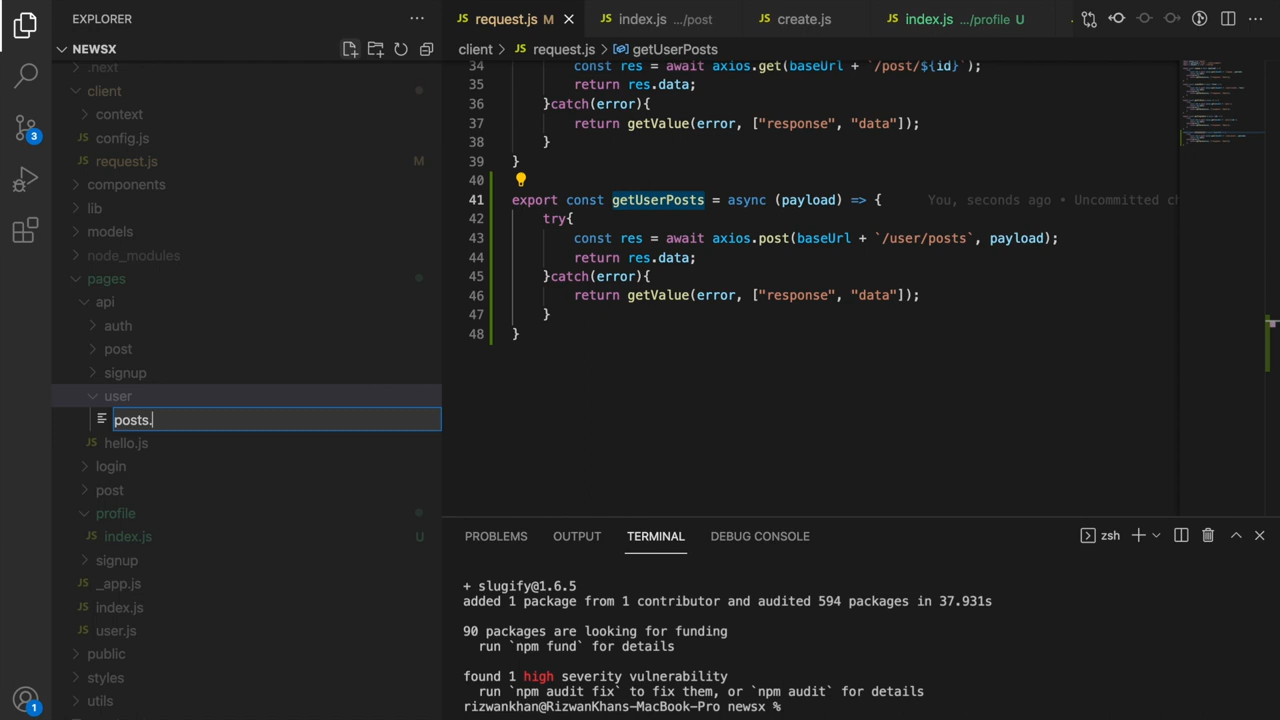 EXPLORER
NEWSX
.next
client
context
config.js
request.js M
components
lib
models
node_modules
pages
api
auth
post
signup
user
posts.
hello.js
login
post
profile
index.js U
signup
_app.js
index.js
user.js
public
styles
utils
3
1
request.js M
index.js .../post
create.js
index.js .../profile U
client > request.js > getUserPosts
34 const res = await axios.get(baseUrl + `/post/${id}`);
35 return res.data;
36 }catch(error){
37 return getValue(error, ["response", "data"]);
38 }
39 }
40
41 export const getUserPosts = async (payload) => { You, seconds ago • Uncommitted ch
42 try{
43 const res = await axios.post(baseUrl + `/user/posts`, payload);
44 return res.data;
45 }catch(error){
46 return getValue(error, ["response", "data"]);
47 }
48 }
PROBLEMS OUTPUT TERMINAL DEBUG CONSOLE
zsh
+ slugify@1.6.5
added 1 package from 1 contributor and audited 594 packages in 37.931s
90 packages are looking for funding
run `npm fund` for details
found 1 high severity vulnerability
run `npm audit fix` to fix them, or `npm audit` for details
rizwankhan@RizwanKhans-MacBook-Pro newsx %